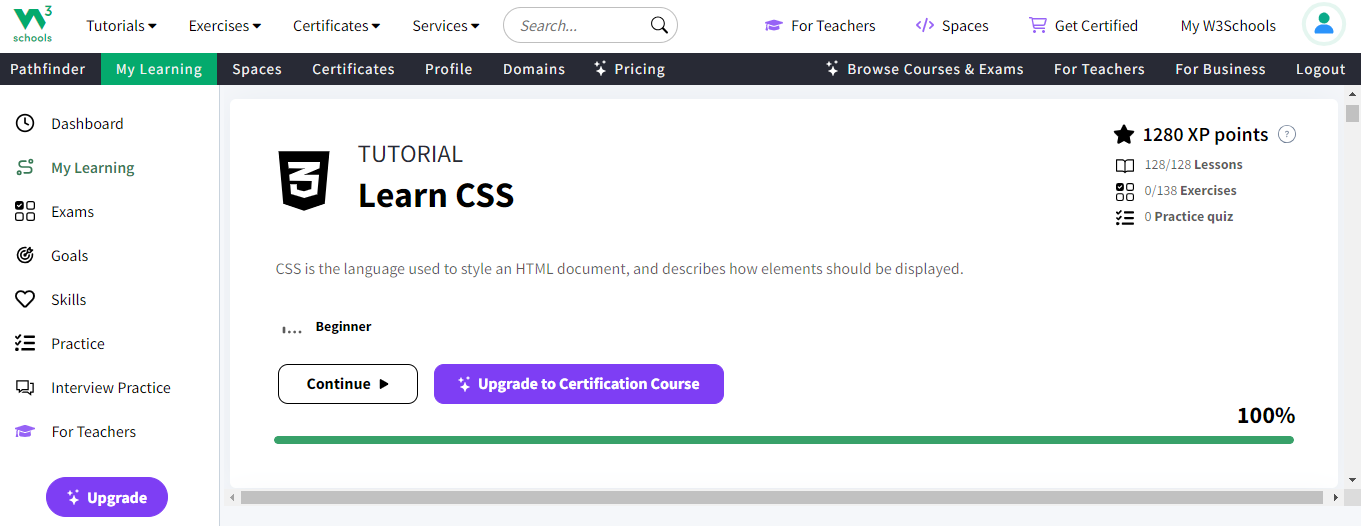 W3 schools Tutorials Exercises Certificates Services Search... For Teachers Spaces Get Certified My W3Schools
Pathfinder My Learning Spaces Certificates Profile Domains Pricing Browse Courses & Exams For Teachers For Business Logout
Dashboard
My Learning
Exams
Goals
Skills
Practice
Interview Practice
For Teachers
Upgrade
TUTORIAL
Learn CSS
1280 XP points ?
128/128 Lessons
0/138 Exercises
0 Practice quiz
CSS is the language used to style an HTML document, and describes how elements should be displayed.
Beginner
Continue Upgrade to Certification Course
100%